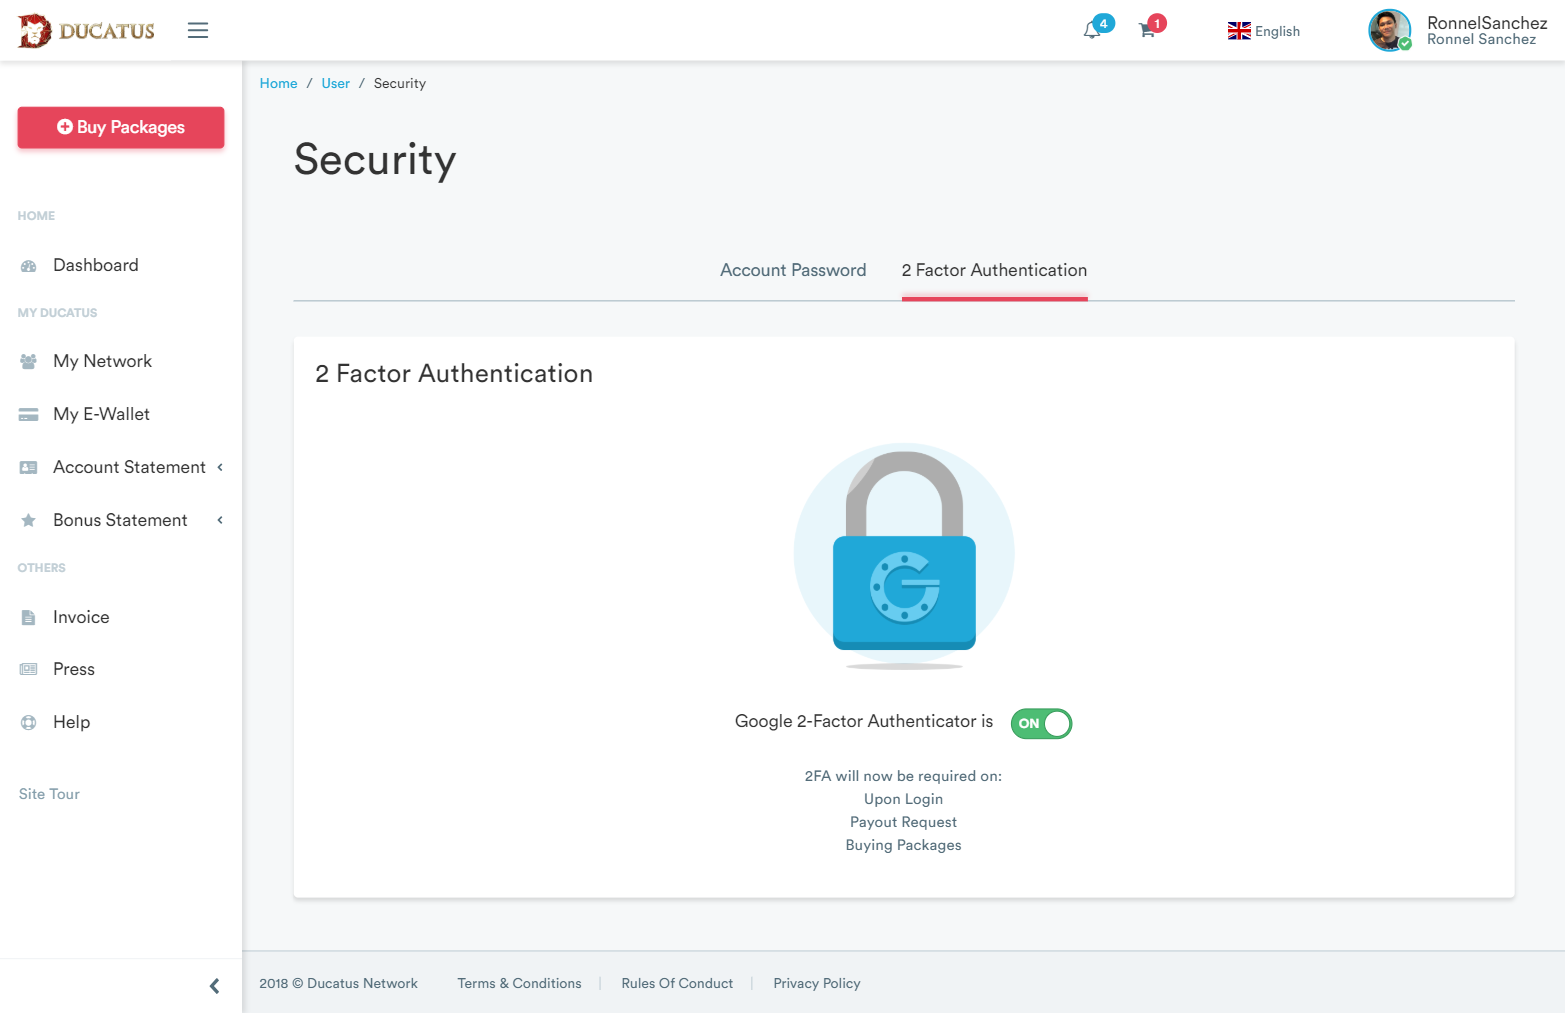 DUCATUS
4
1
English
RonnelSanchez
Ronnel Sanchez
Home / User / Security
Buy Packages
Security
HOME
Dashboard
Account Password
2 Factor Authentication
MY DUCATUS
My Network
My E-Wallet
Account Statement
Bonus Statement
OTHERS
Invoice
Press
Help
Site Tour
2 Factor Authentication
G
Google 2-Factor Authenticator is ON
2FA will now be required on:
Upon Login
Payout Request
Buying Packages
2018 © Ducatus Network Terms & Conditions | Rules Of Conduct | Privacy Policy